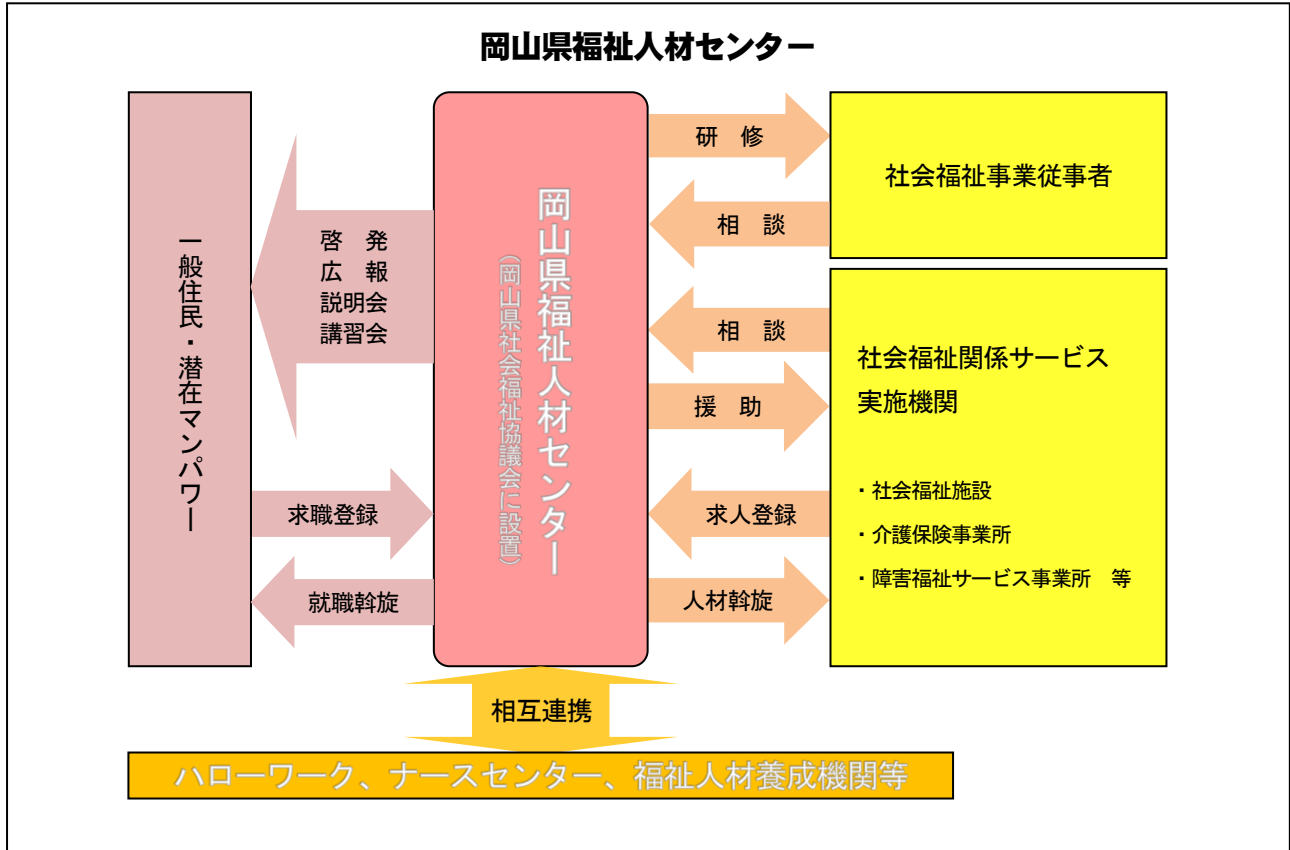 岡山県福祉人材センター
一般住民・潜在マンパワー
啓　発
広　報
説明会
講習会
求職登録
就職斡旋
岡山県福祉人材センター
（岡山県社会福祉協議会に設置）
研　修
相　談
相　談
援　助
求人登録
人材斡旋
社会福祉事業従事者
社会福祉関係サービス
実施機関
・社会福祉施設
・介護保険事業所
・障害福祉サービス事業所　等
相互連携
ハローワーク、ナースセンター、福祉人材養成機関等